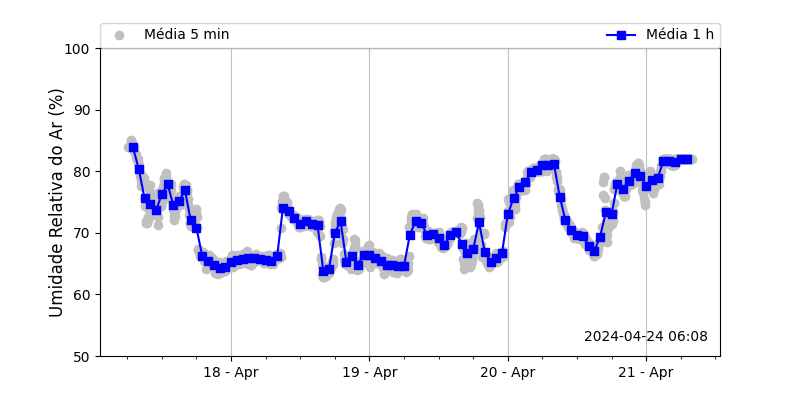 Média 5 min
Média 1 h
Umidade Relativa do Ar (%)
100
90
80
70
60
50
2024-04-24 06:08
18 - Apr
19 - Apr
20 - Apr
21 - Apr